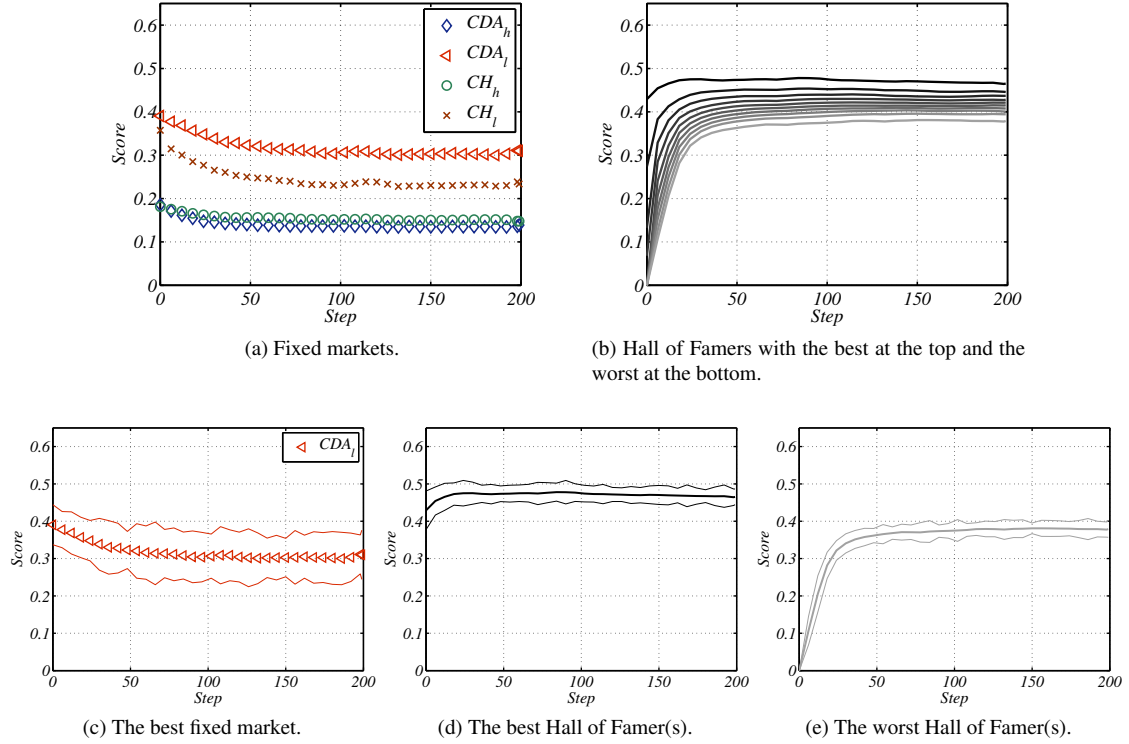 0.6
0.5
0.4
0.3
0.2
0.1
0
Score
0 50 100 150 200
Step
CDA_h
CDA_l
CH_h
CH_l
(a) Fixed markets.
0.6
0.5
0.4
0.3
0.2
0.1
0
Score
0 50 100 150 200
Step
(b) Hall of Famers with the best at the top and the
worst at the bottom.
0.6
0.5
0.4
0.3
0.2
0.1
0
Score
0 50 100 150 200
Step
CDA_l
(c) The best fixed market.
0.6
0.5
0.4
0.3
0.2
0.1
0
Score
0 50 100 150 200
Step
(d) The best Hall of Famer(s).
0.6
0.5
0.4
0.3
0.2
0.1
0
Score
0 50 100 150 200
Step
(e) The worst Hall of Famer(s).